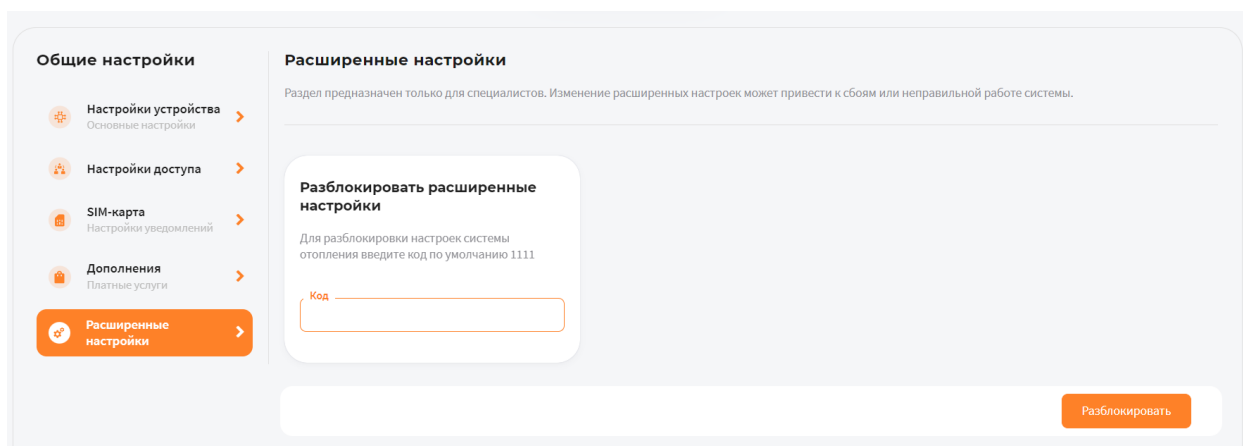 Общие настройки
Настройки устройства
Основные настройки
Настройки доступа
SIM-карта
Настройки уведомлений
Дополнения
Платные услуги
Расширенные
настройки
Расширенные настройки
Раздел предназначен только для специалистов. Изменение расширенных настроек может привести к сбоям или неправильной работе системы.
Разблокировать расширенные
настройки
Для разблокировки настроек системы
отопления введите код по умолчанию 1111
Код
Разблокировать